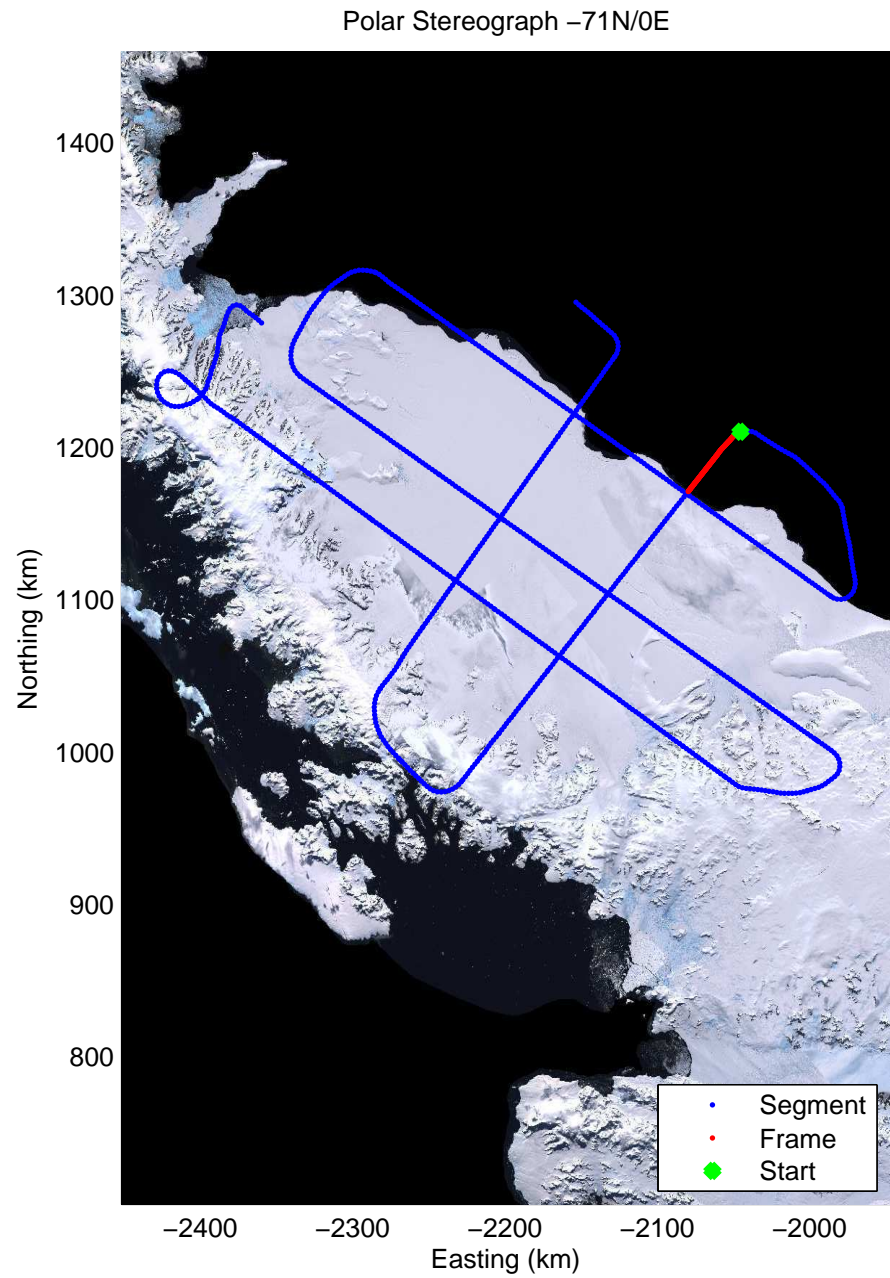 Polar Stereograph −71N/0E
1400
1300
1200
1100
1000
900
800
Northing (km)
Segment
Frame
Start
−2400
−2300
−2200
−2100
−2000
Easting (km)